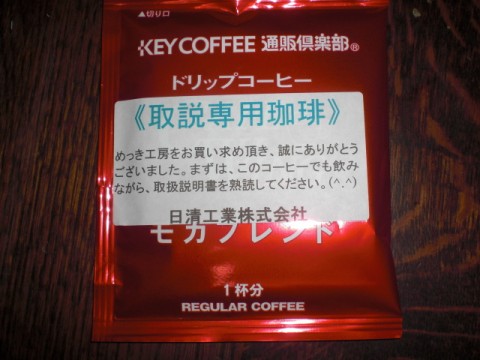 ▲切り口
KEY COFFEE 通販倶楽部®
ドリップコーヒー
《取説専用珈琲》
めっき工房をお買い求め頂き、誠にありがとう
ございました。まずは、このコーヒーでも飲み
ながら、取扱説明書を熟読してください。(^.^)
日清工業株式会社
モカブレンド
1杯分
REGULAR COFFEE